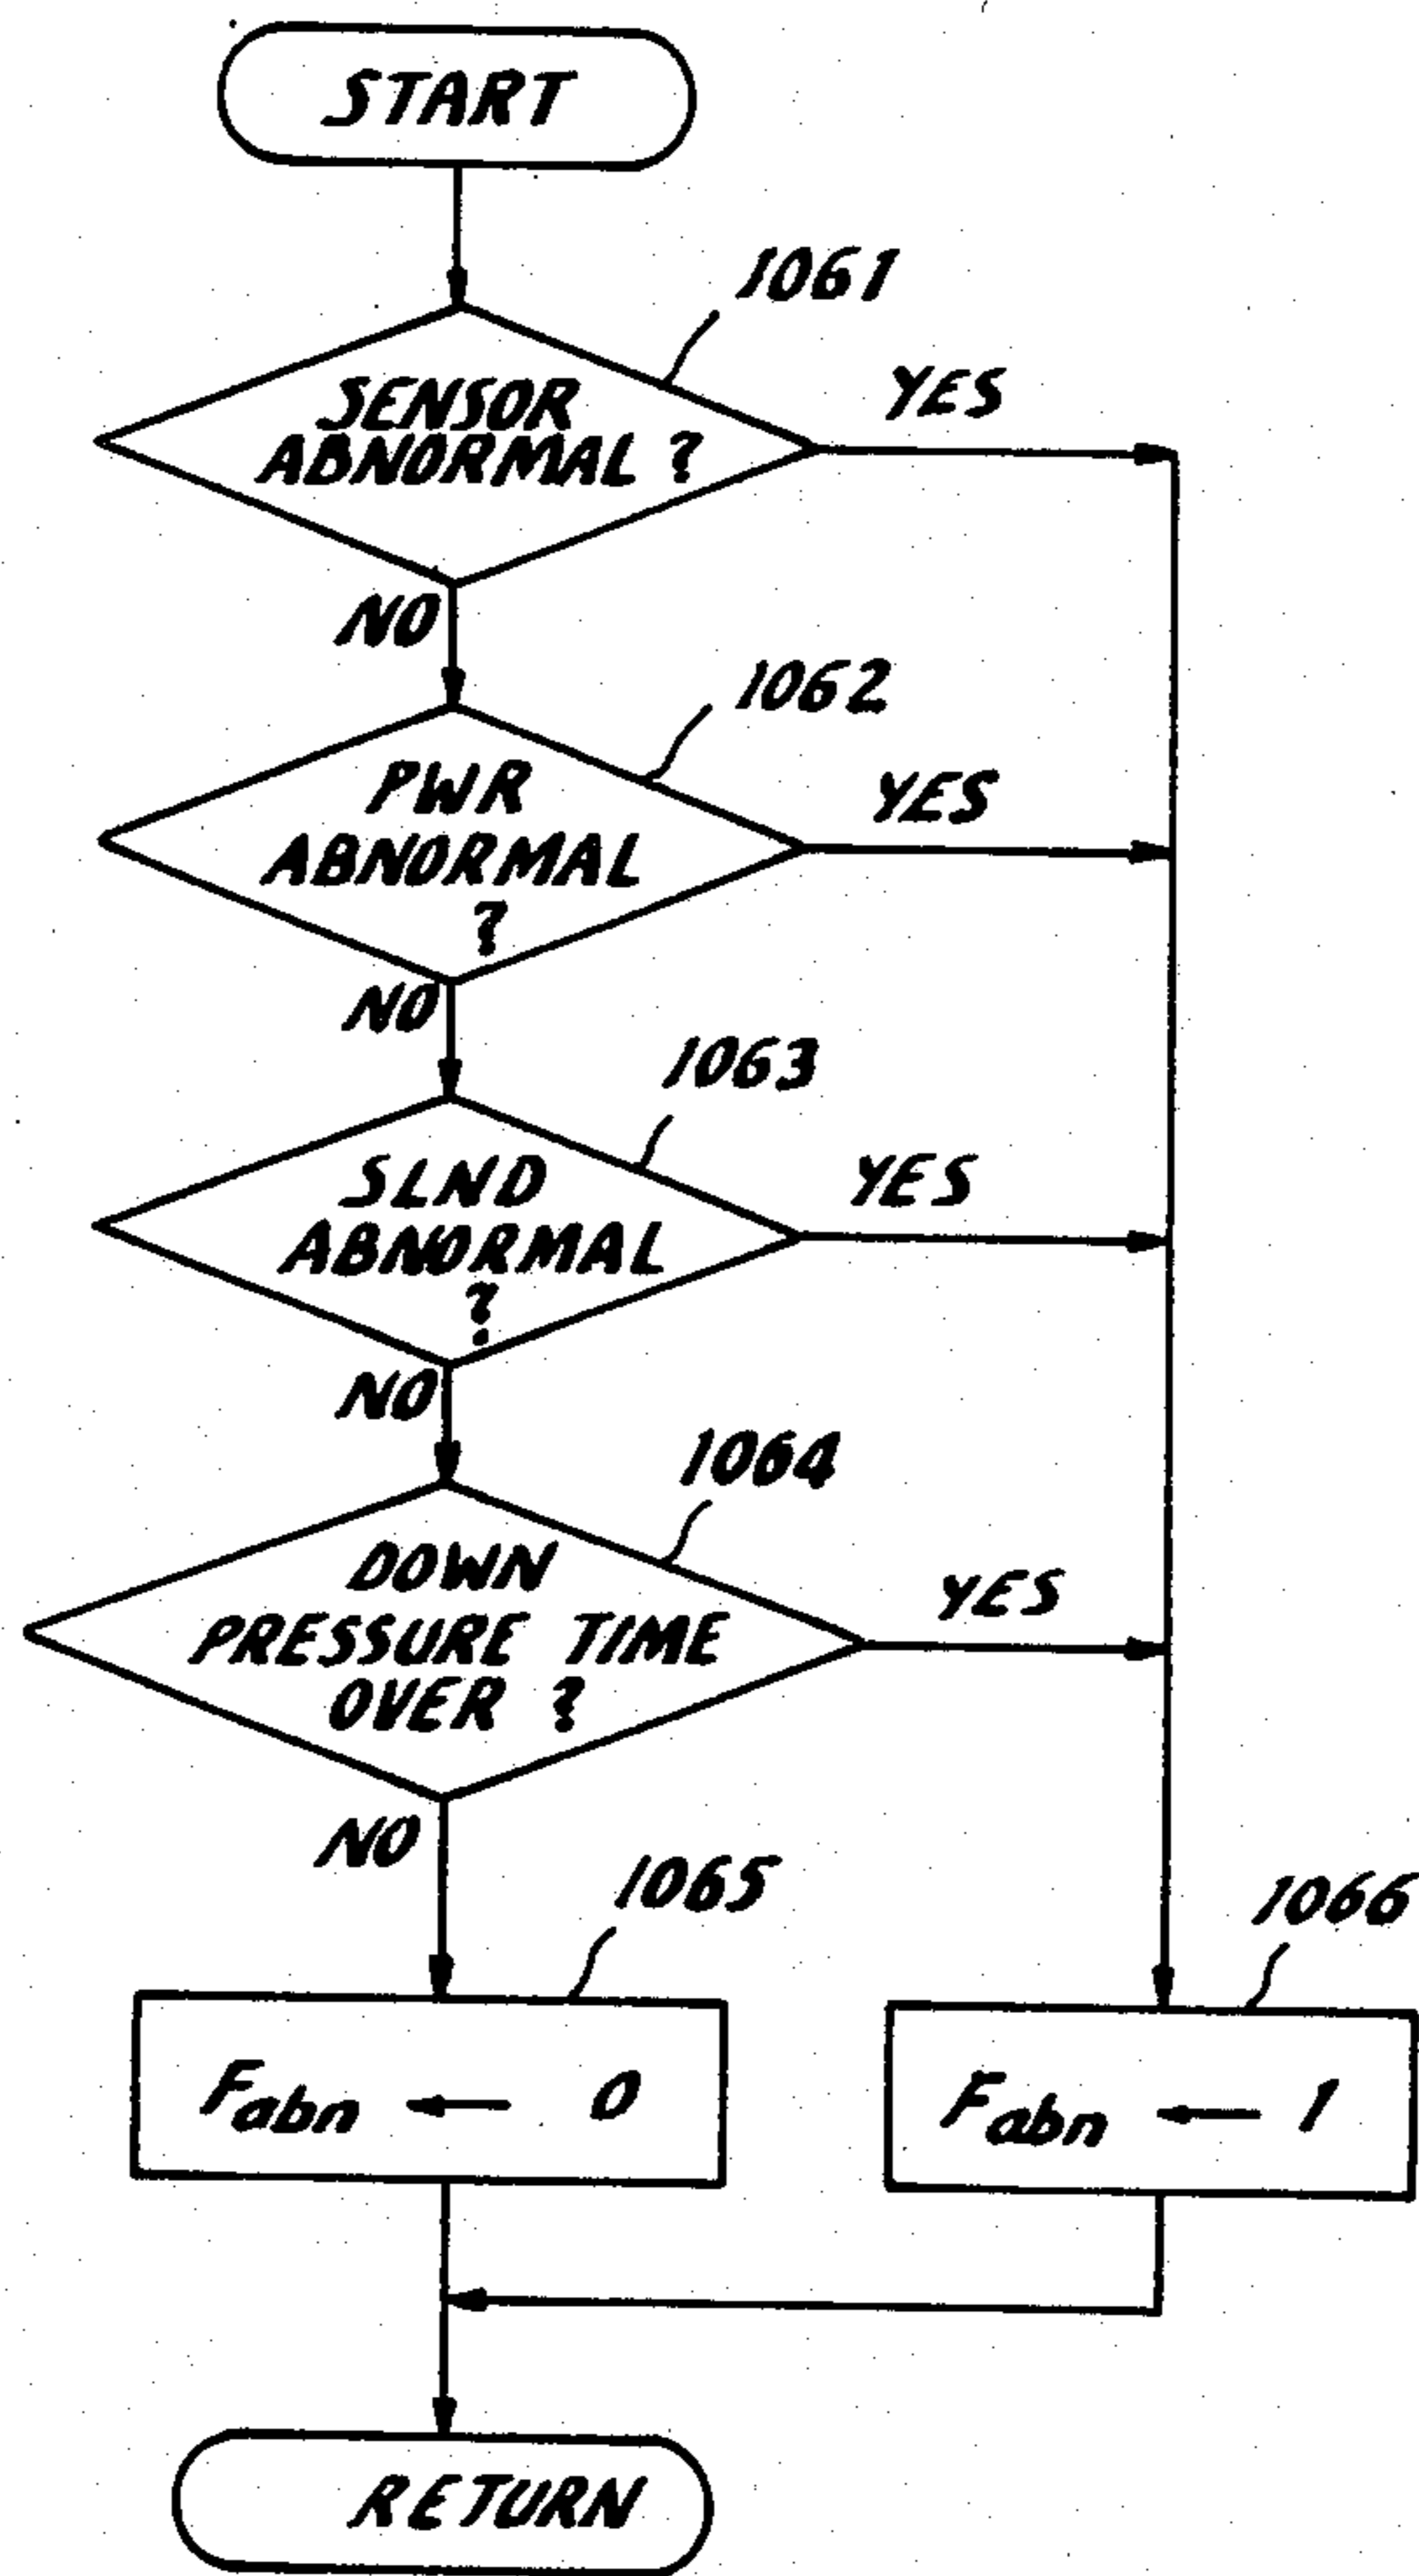 START
1061
SENSOR
ABNORMAL ?
YES
NO
1062
PWR
ABNORMAL
?
YES
NO
1063
SLND
ABNORMAL
?
YES
NO
1064
DOWN
PRESSURE TIME
OVER ?
YES
NO
1065
1066
Fabn ← 0
Fabn ← 1
RETURN